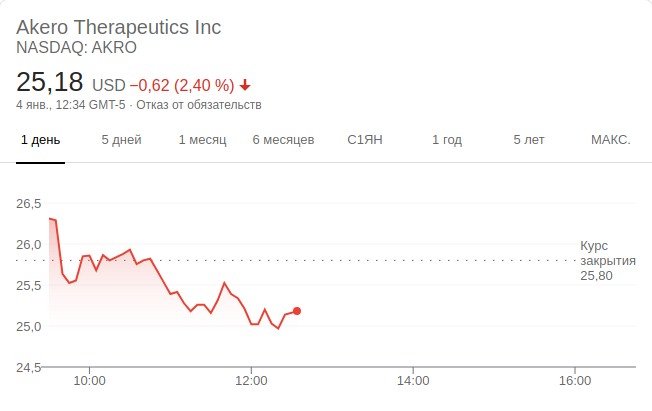 Akero Therapeutics Inc
NASDAQ: AKRO
25,18 USD −0,62 (2,40 %)
4 янв., 12:34 GMT-5 · Отказ от обязательств
1 день 5 дней 1 месяц 6 месяцев С1ЯН 1 год 5 лет МАКС.
26,5
26,0
25,5
25,0
24,5
Курс
закрытия
25,80
10:00 12:00 14:00 16:00